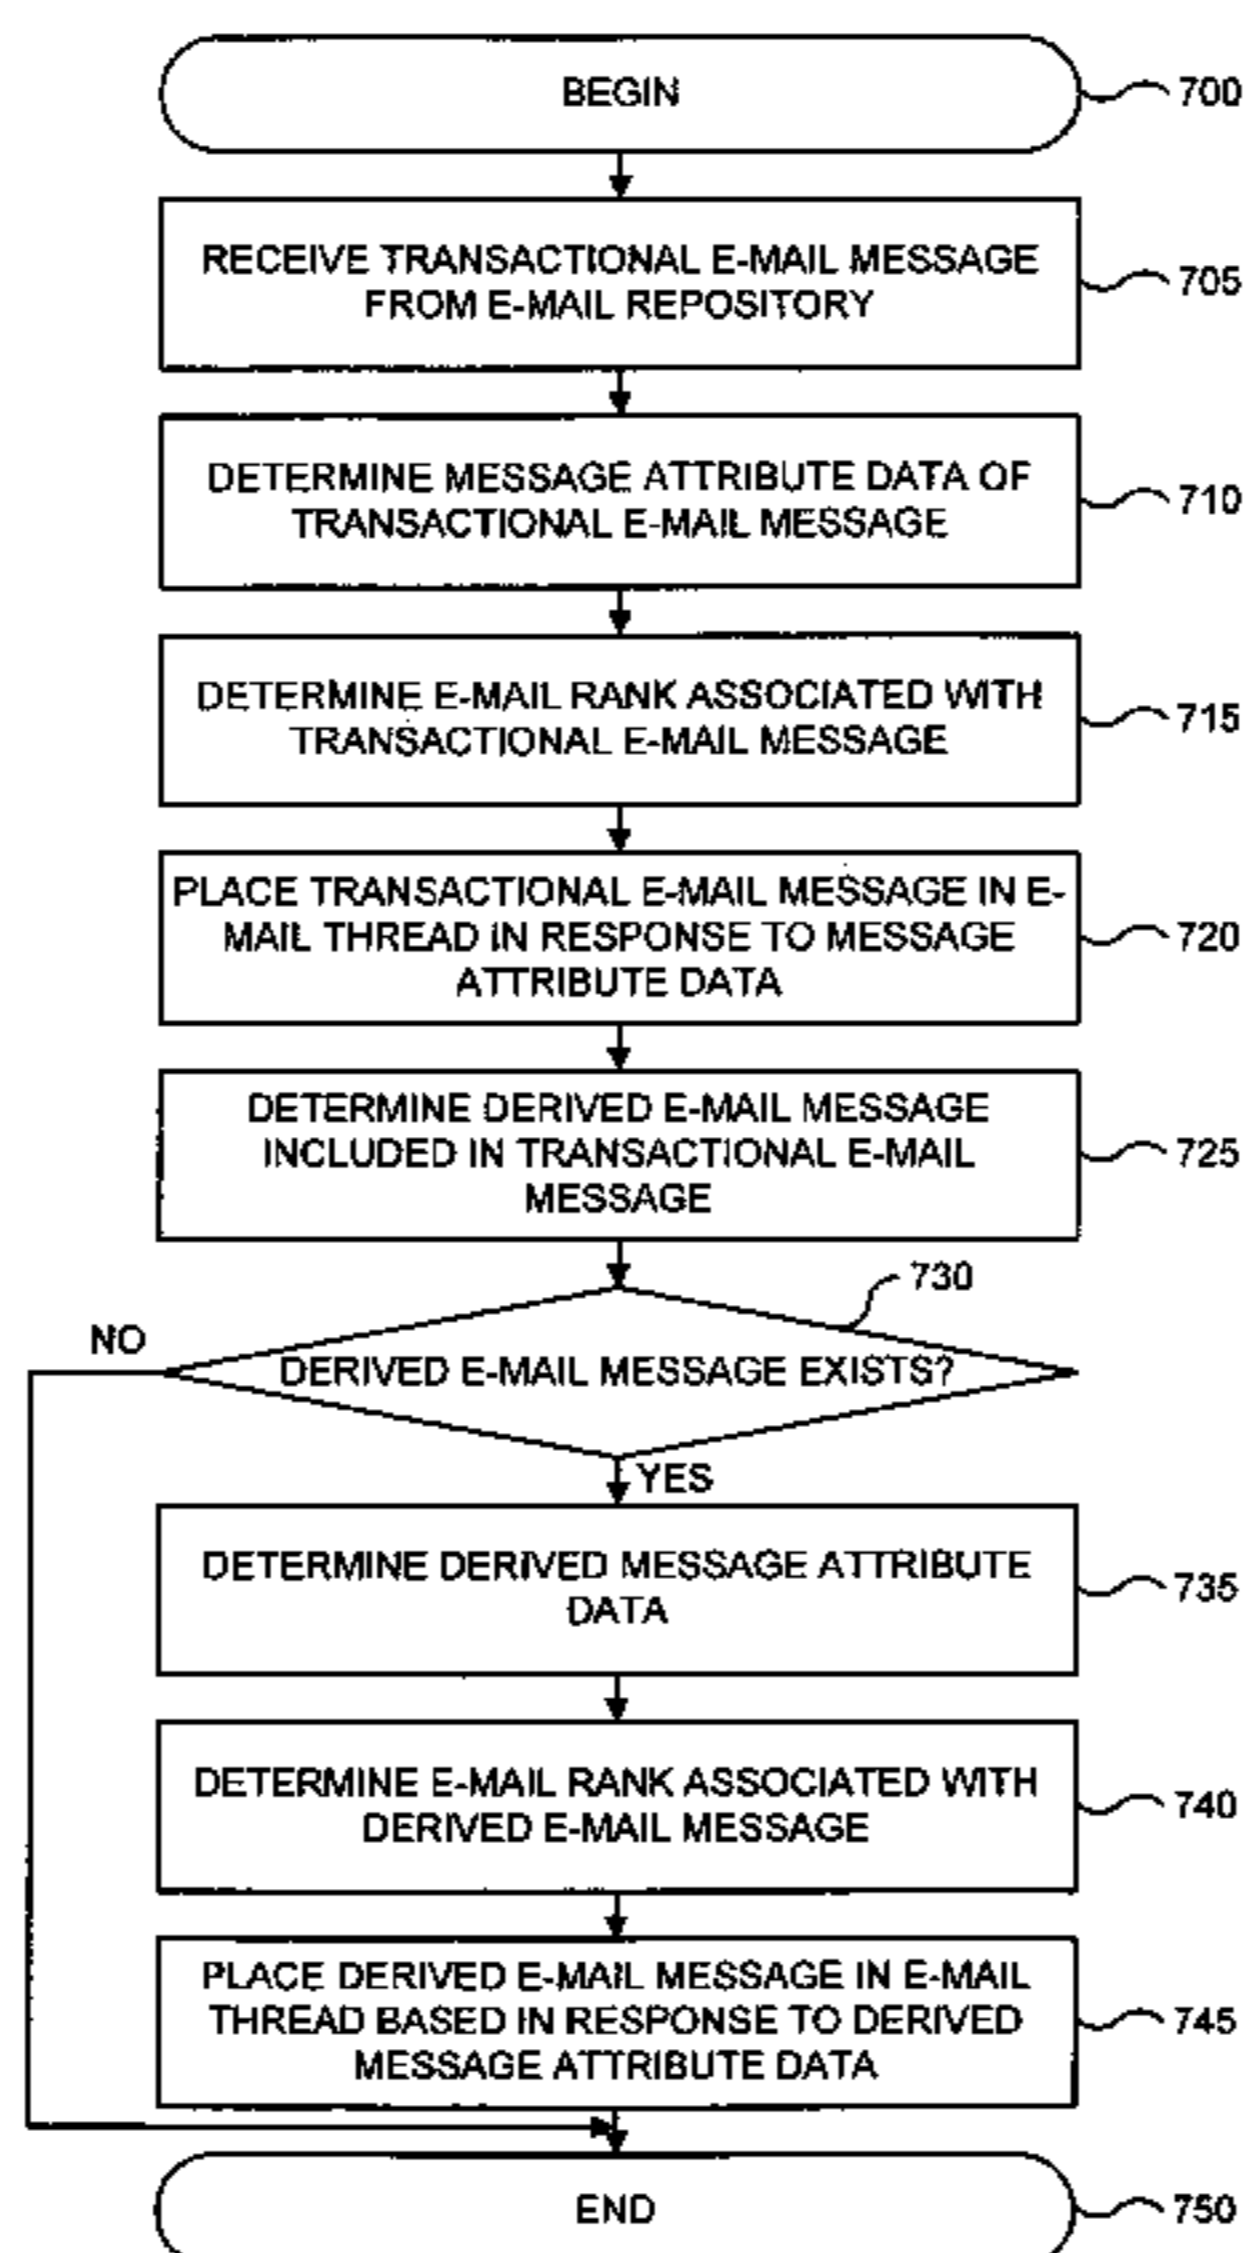 BEGIN
700
RECEIVE TRANSACTIONAL E-MAIL MESSAGE
FROM E-MAIL REPOSITORY
705
DETERMINE MESSAGE ATTRIBUTE DATA OF
TRANSACTIONAL E-MAIL MESSAGE
710
DETERMINE E-MAIL RANK ASSOCIATED WITH
TRANSACTIONAL E-MAIL MESSAGE
715
PLACE TRANSACTIONAL E-MAIL MESSAGE IN E-
MAIL THREAD IN RESPONSE TO MESSAGE
ATTRIBUTE DATA
720
DETERMINE DERIVED E-MAIL MESSAGE
INCLUDED IN TRANSACTIONAL E-MAIL
MESSAGE
725
730
NO
DERIVED E-MAIL MESSAGE EXISTS?
YES
DETERMINE DERIVED MESSAGE ATTRIBUTE
DATA
735
DETERMINE E-MAIL RANK ASSOCIATED WITH
DERIVED E-MAIL MESSAGE
740
PLACE DERIVED E-MAIL MESSAGE IN E-MAIL
THREAD BASED IN RESPONSE TO DERIVED
MESSAGE ATTRIBUTE DATA
745
END
750